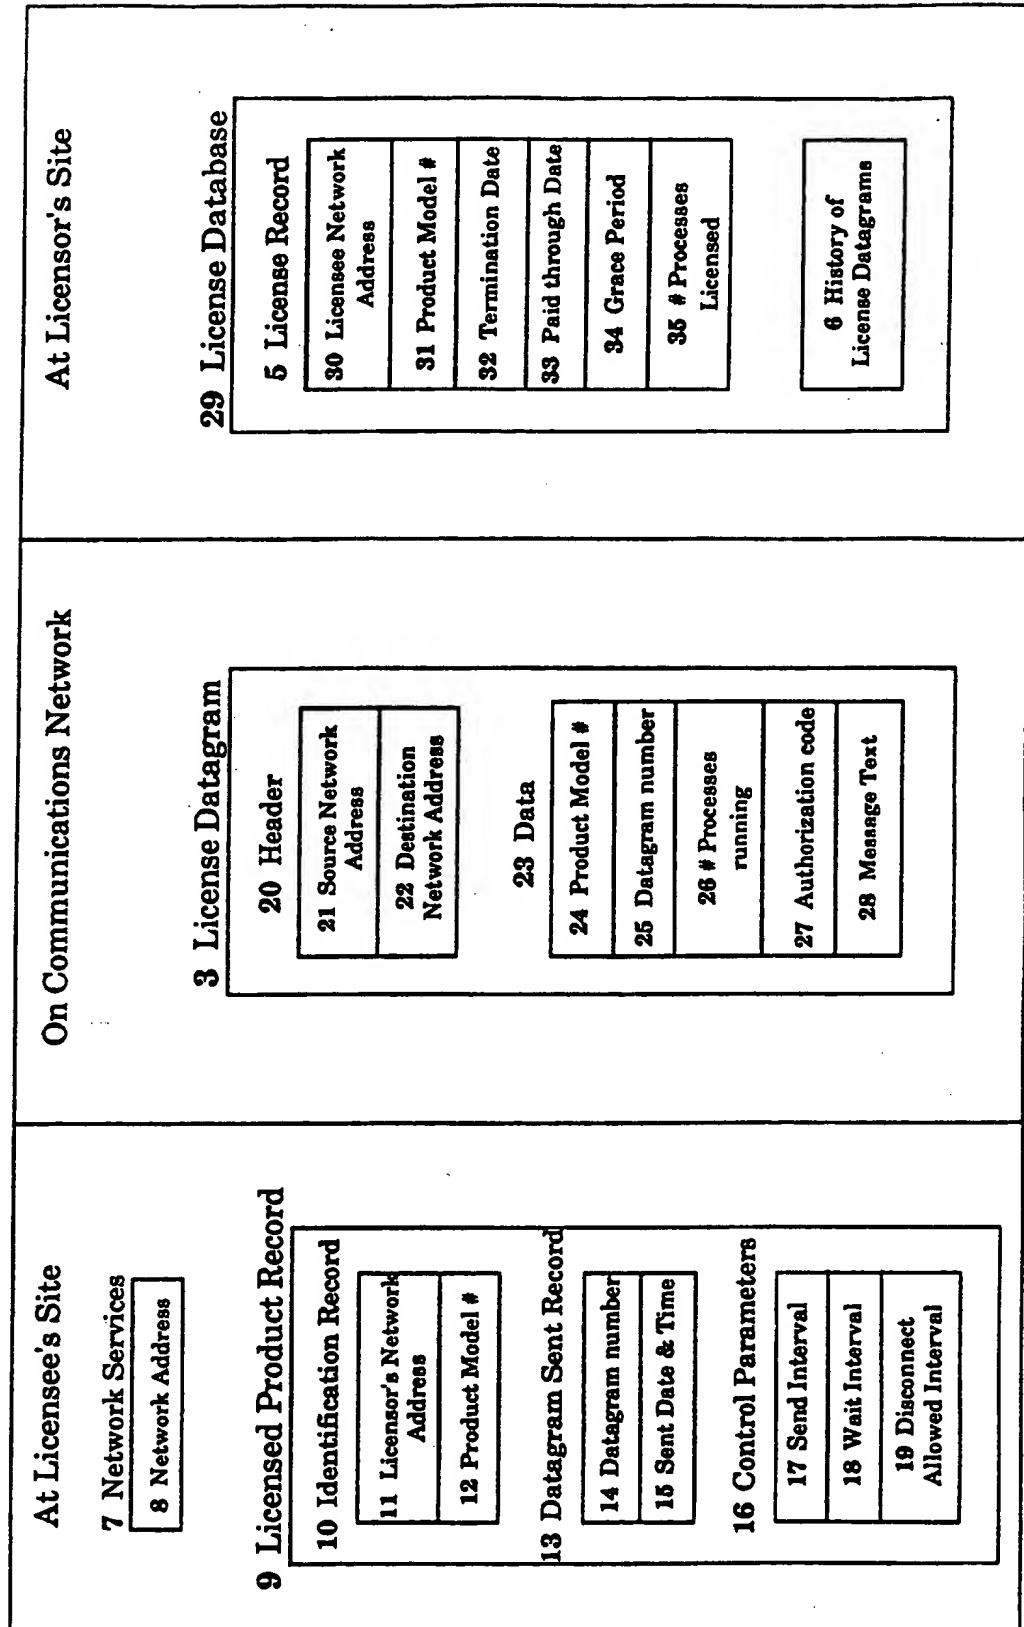 At Licensee's Site
7 Network Services
8 Network Address
9 Licensed Product Record
10 Identification Record
11 Licensor's Network
Address
12 Product Model #
13 Datagram Sent Record
14 Datagram number
15 Sent Date & Time
16 Control Parameters
17 Send Interval
18 Wait Interval
19 Disconnect
Allowed Interval
On Communications Network
3 License Datagram
20 Header
21 Source Network
Address
22 Destination
Network Address
23 Data
24 Product Model #
25 Datagram number
26 # Processes
running
27 Authorization code
28 Message Text
At Licensor's Site
29 License Database
5 License Record
30 Licensee Network
Address
31 Product Model #
32 Termination Date
33 Paid through Date
34 Grace Period
35 # Processes
Licensed
6 History of
License Datagrams